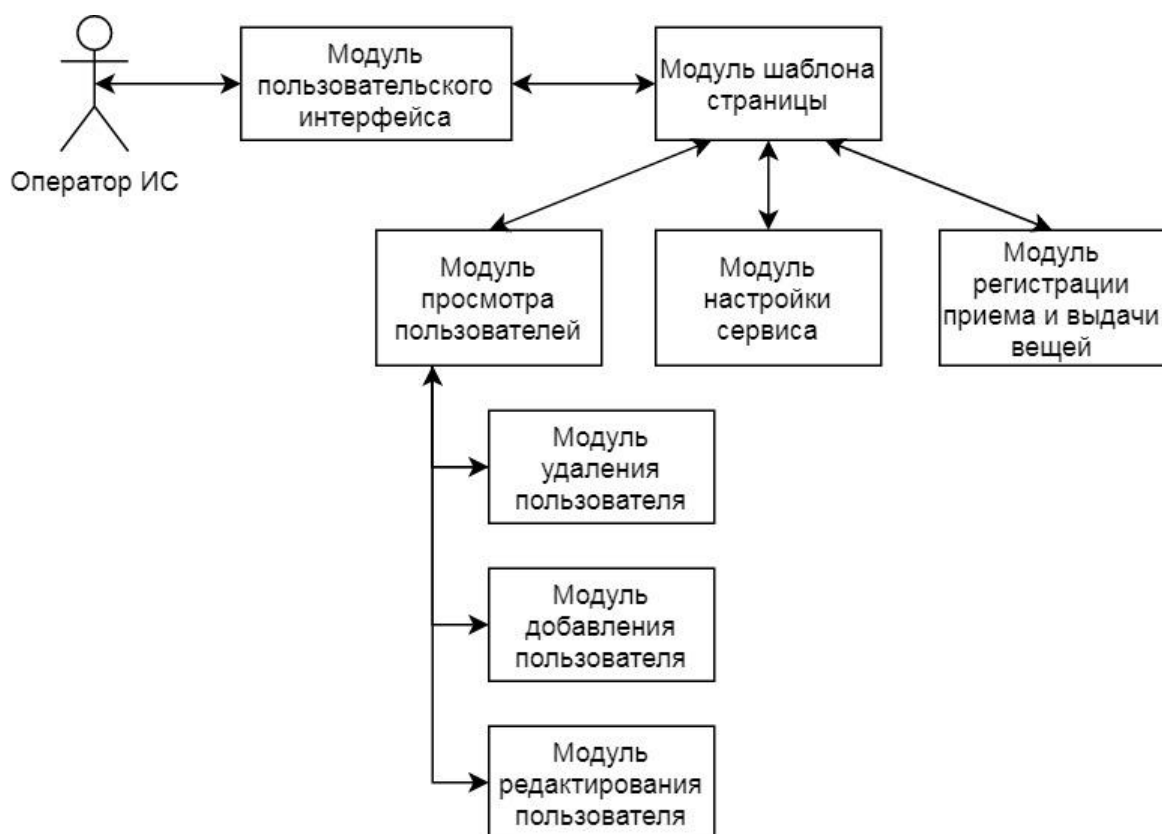 Модуль
пользовательского
интерфейса
Модуль шаблона
страницы
Оператор ИС
Модуль
просмотра
пользователей
Модуль
настройки
сервиса
Модуль
регистрации
приема и выдачи
вещей
Модуль
удаления
пользователя
Модуль
добавления
пользователя
Модуль
редактирования
пользователя